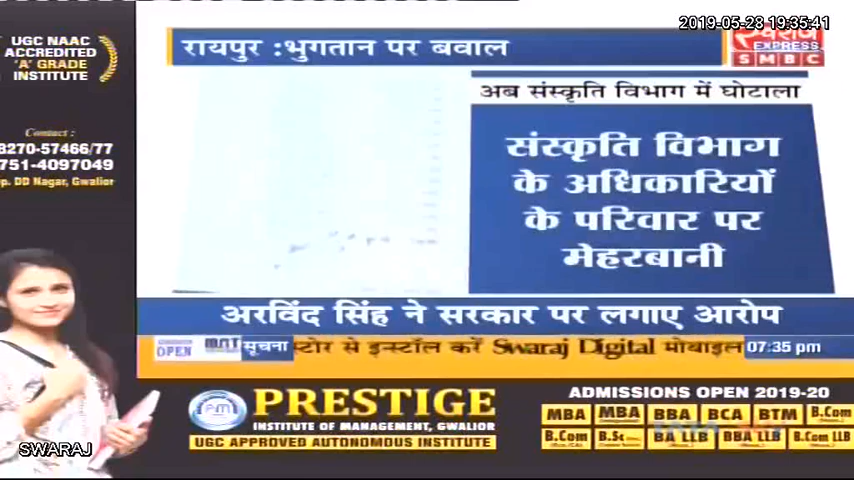 2019-05-28 19:35:41
UGC NAAC
ACCREDITED
'A' GRADE
INSTITUTE
रायपुर :भुगतान पर बवाल
स्वराज
EXPRESS
SMBC
अब संस्कृति विभाग में घोटाला
Contact :
8270-57466/77
751-4097049
p. DD Nagar, Gwalior
संस्कृति विभाग
के अधिकारियों
के परिवार पर
मेहरबानी
अरविंद सिंह ने सरकार पर लगाए आरोप
OPEN
सूचना
स्टोर से इन्स्टॉल करें Swaraj Digital मोबाइल
07:35 pm
PRESTIGE
INSTITUTE OF MANAGEMENT, GWALIOR
UGC APPROVED AUTONOMOUS INSTITUTE
ADMISSIONS OPEN 2019-20
MBA MBA BBA BCA BTM B.Com
B.Com B.Sc BA LLB BBA LLB B.Com LLB
SWARAJ